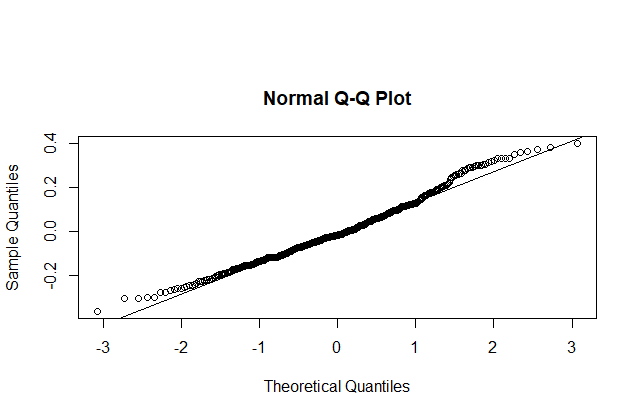 Normal Q-Q Plot
Sample Quantiles
0.4
0.2
0.0
-0.2
-3 -2 -1 0 1 2 3
Theoretical Quantiles